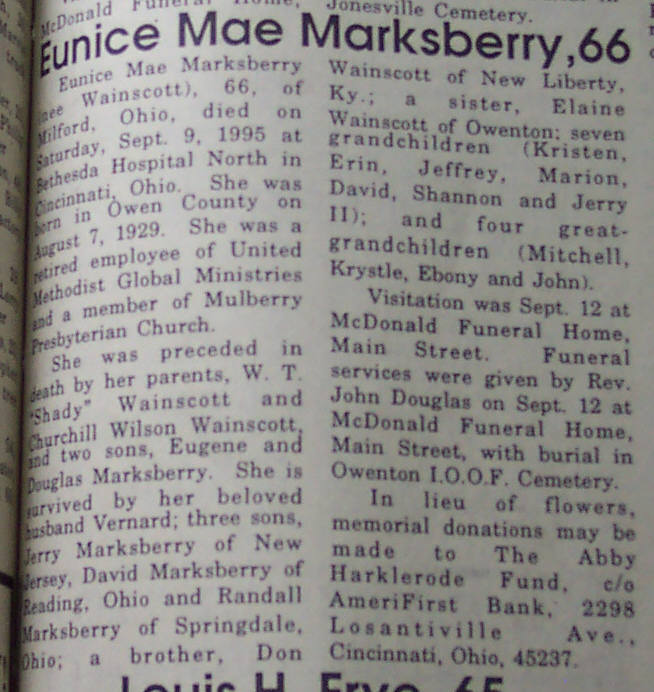 McDonald Funeral Home,
Jonesville Cemetery.
Eunice Mae Marksberry,66
Eunice Mae Marksberry
nee Wainscott), 66, of
Milford, Ohio, died on
Saturday, Sept. 9, 1995 at
Bethesda Hospital North in
Cincinnati, Ohio. She was
born in Owen County on
August 7, 1929. She was a
retired employee of United
Methodist Global Ministries
and a member of Mulberry
Presbyterian Church.
She was preceded in
death by her parents, W. T.
"Shady" Wainscott and
Churchill Wilson Wainscott,
and two sons, Eugene and
Douglas Marksberry. She is
survived by her beloved
husband Vernard; three sons,
Jerry Marksberry of New
Jersey, David Marksberry of
Reading, Ohio and Randall
Marksberry of Springdale,
Ohio; a brother, Don
Wainscott of New Liberty,
Ky.; a sister, Elaine
Wainscott of Owenton; seven
grandchildren (Kristen,
Erin, Jeffrey, Marion,
David, Shannon and Jerry
II); and four great-
grandchildren (Mitchell,
Krystle, Ebony and John).
Visitation was Sept. 12 at
McDonald Funeral Home,
Main Street. Funeral
services were given by Rev.
John Douglas on Sept. 12 at
McDonald Funeral Home,
Main Street, with burial in
Owenton I.O.O.F. Cemetery.
In lieu of flowers,
memorial donations may be
made to The Abby
Harklerode Fund, c/o
AmeriFirst Bank, 2298
Losantiville Ave.,
Cincinnati, Ohio, 45237.
Louis H. Frye, 65